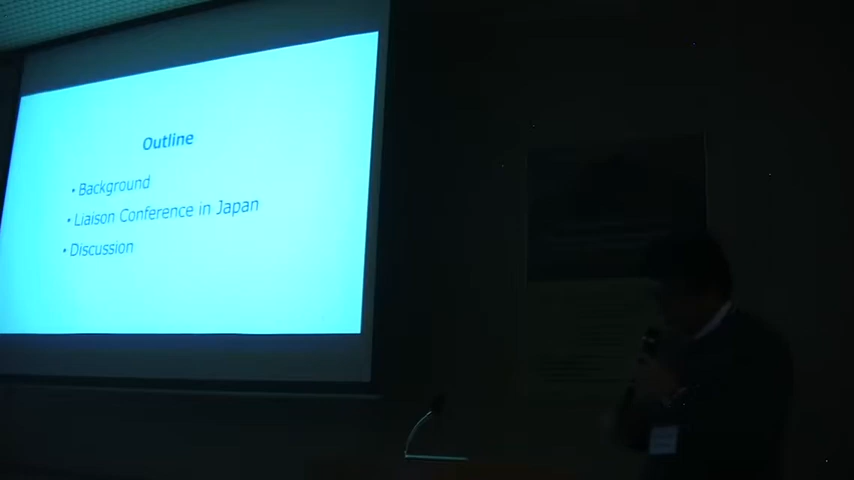 Outline
• Background
• Liaison Conference in Japan
• Discussion